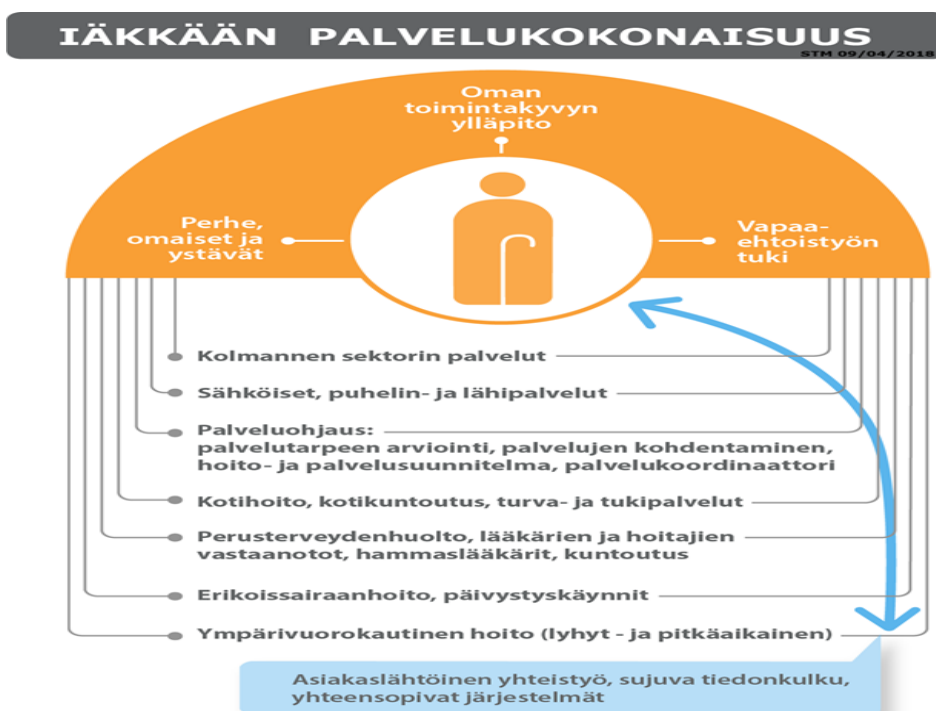 IÄKKÄÄN PALVELUKOKONAISUUS
STM 09/04/2018
Oman
toimintakyvyn
ylläpito
Perhe,
omaiset ja
ystävät
Vapaa-
ehtoistyön
tuki
Kolmannen sektorin palvelut
Sähköiset, puhelin- ja lähipalvelut
Palveluohjaus:
palvelutarpeen arviointi, palvelujen kohdentaminen,
hoito- ja palvelusuunnitelma, palvelukoordinaattori
Kotihoito, kotikuntoutus, turva- ja tukipalvelut
Perusterveydenhuolto, lääkärien ja hoitajien
vastaanotot, hammaslääkärit, kuntoutus
Erikoissairaanhoito, päivystyskäynnit
Ympärivuorokautinen hoito (lyhyt - ja pitkäaikainen)
Asiakaslähtöinen yhteistyö, sujuva tiedonkulku,
yhteensopivat järjestelmät